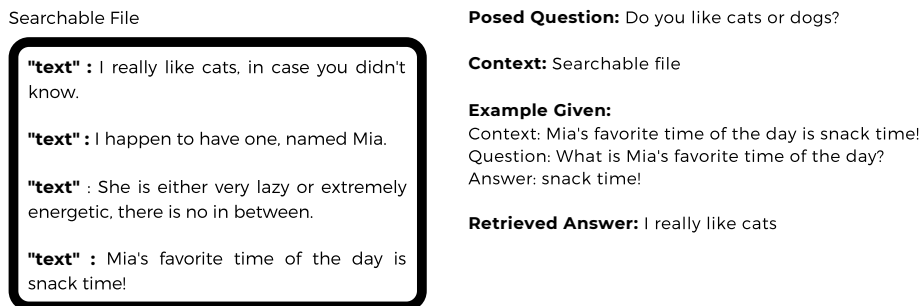 Searchable File
"text" : I really like cats, in case you didn't
know.
"text" : I happen to have one, named Mia.
"text" : She is either very lazy or extremely
energetic, there is no in between.
"text" : Mia's favorite time of the day is
snack time!
Posed Question: Do you like cats or dogs?
Context: Searchable file
Example Given:
Context: Mia's favorite time of the day is snack time!
Question: What is Mia's favorite time of the day?
Answer: snack time!
Retrieved Answer: I really like cats